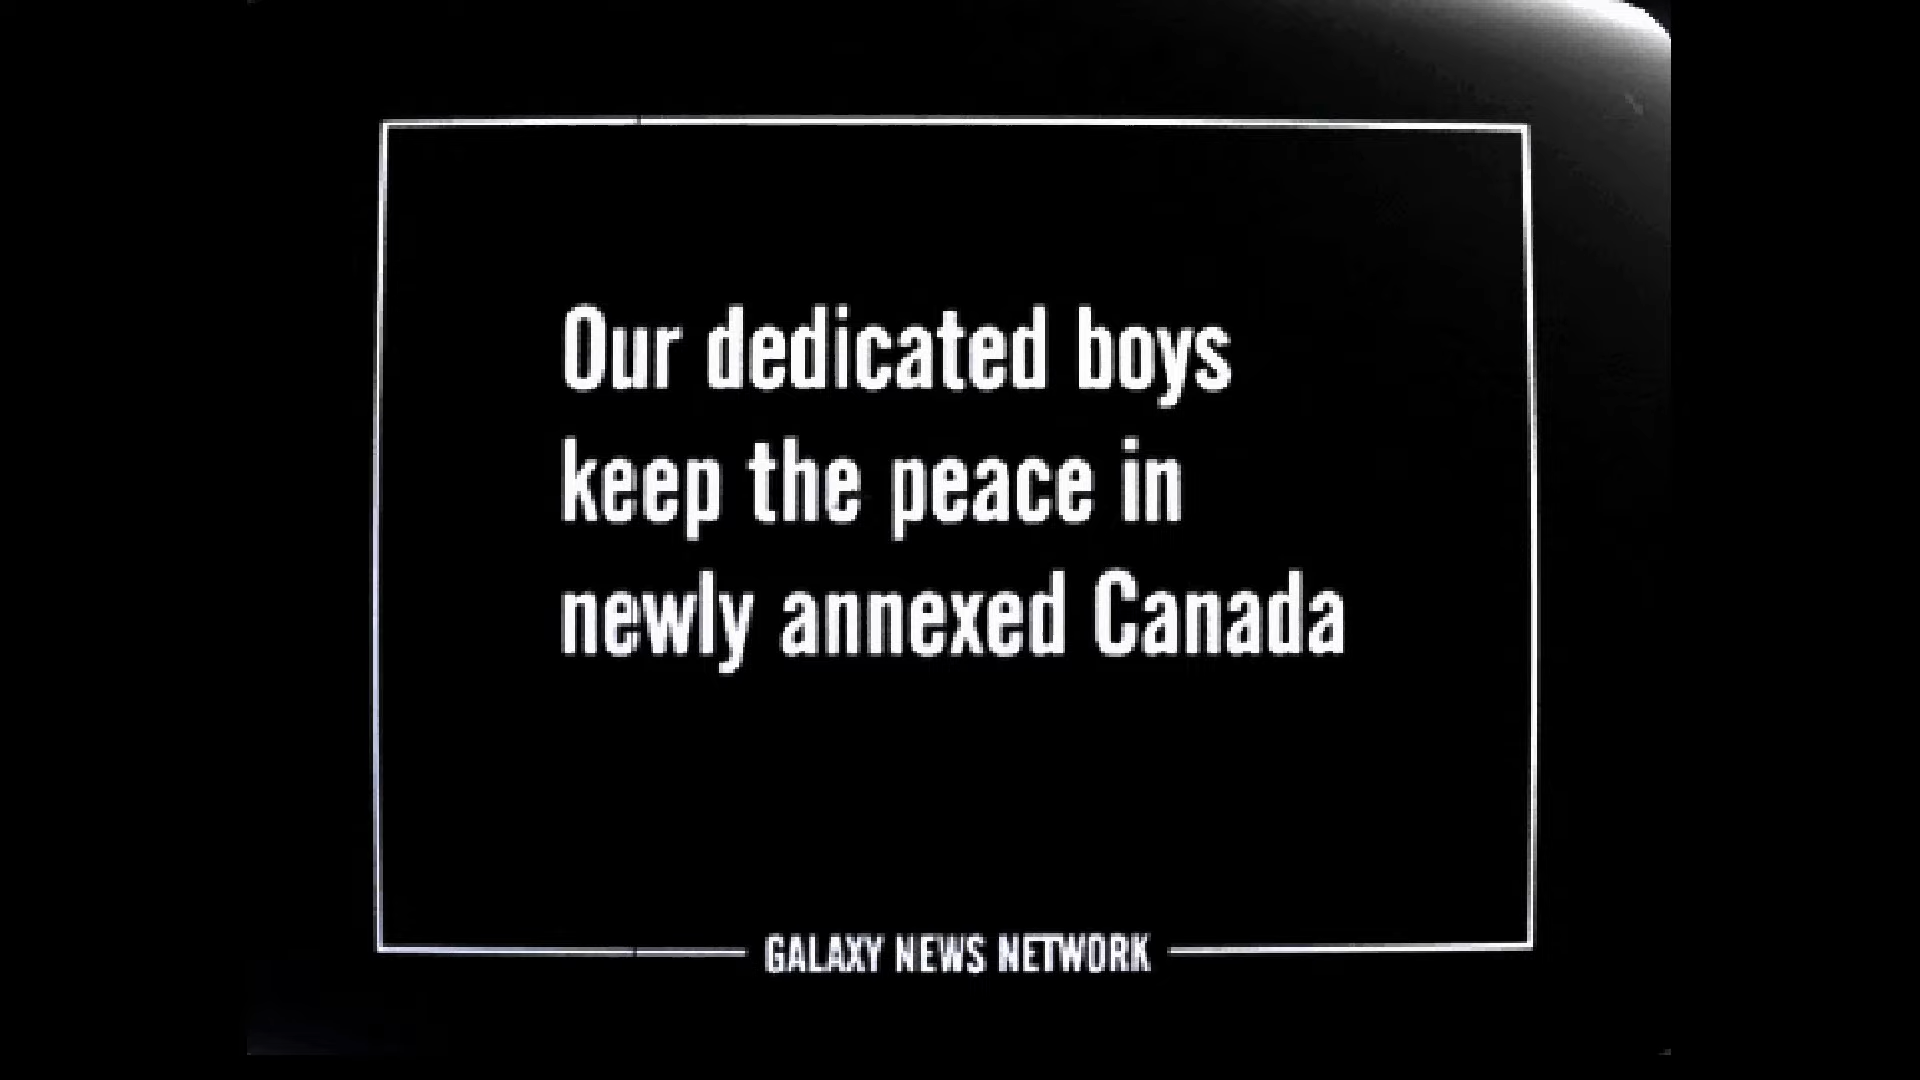 Our dedicated boys
keep the peace in
newly annexed Canada
GALAXY NEWS NETWORK